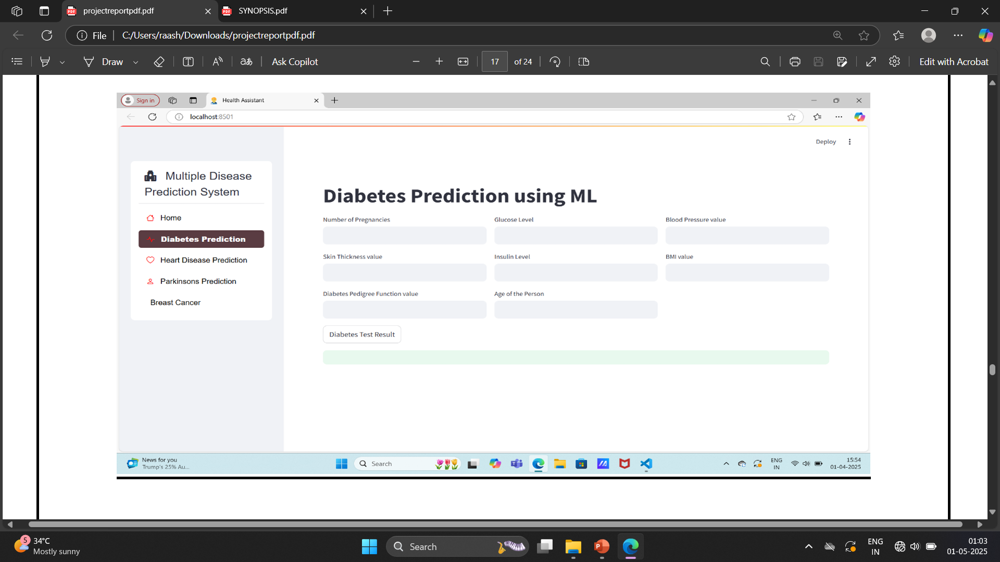 projectreportpdf.pdf
SYNOPSIS.pdf
File
C:/Users/raash/Downloads/projectreportpdf.pdf
Draw
Ask Copilot
17 of 24
Edit with Acrobat
Sign in
Health Assistant
localhost:8501
Deploy
Multiple Disease
Prediction System
Home
Diabetes Prediction
Heart Disease Prediction
Parkinsons Prediction
Breast Cancer
Diabetes Prediction using ML
Number of Pregnancies
Glucose Level
Blood Pressure value
Skin Thickness value
Insulin Level
BMI value
Diabetes Pedigree Function value
Age of the Person
Diabetes Test Result
News for you
Trump's 25% Au...
Search
ENG
IN
15:54
01-04-2025
5
34°C
Mostly sunny
Search
ENG
IN
01:03
01-05-2025